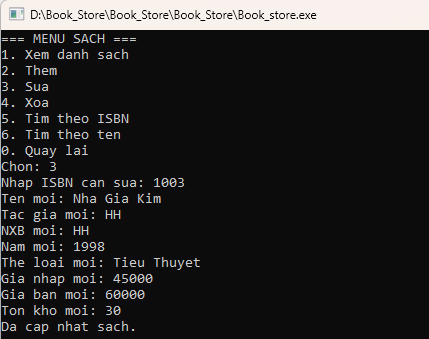 D:\Book_Store\Book_Store\Book_Store\Book_store.exe
=== MENU SACH ===
1. Xem danh sach
2. Them
3. Sua
4. Xoa
5. Tim theo ISBN
6. Tim theo ten
0. Quay lai
Chon: 3
Nhap ISBN can sua: 1003
Ten moi: Nha Gia Kim
Tac gia moi: HH
NXB moi: HH
Nam moi: 1998
The loai moi: Tieu Thuyet
Gia nhap moi: 45000
Gia ban moi: 60000
Ton kho moi: 30
Da cap nhat sach.